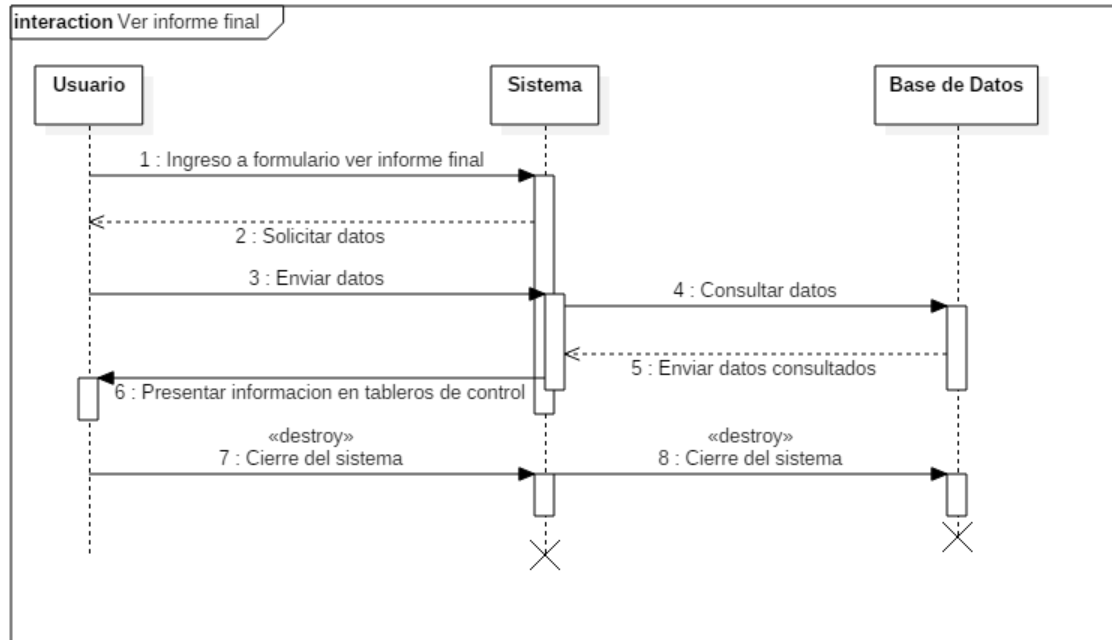 interaction Ver informe final
Usuario
Sistema
Base de Datos
1 : Ingreso a formulario ver informe final
2 : Solicitar datos
3 : Enviar datos
4 : Consultar datos
5 : Enviar datos consultados
6 : Presentar informacion en tableros de control
«destroy»
7 : Cierre del sistema
«destroy»
8 : Cierre del sistema